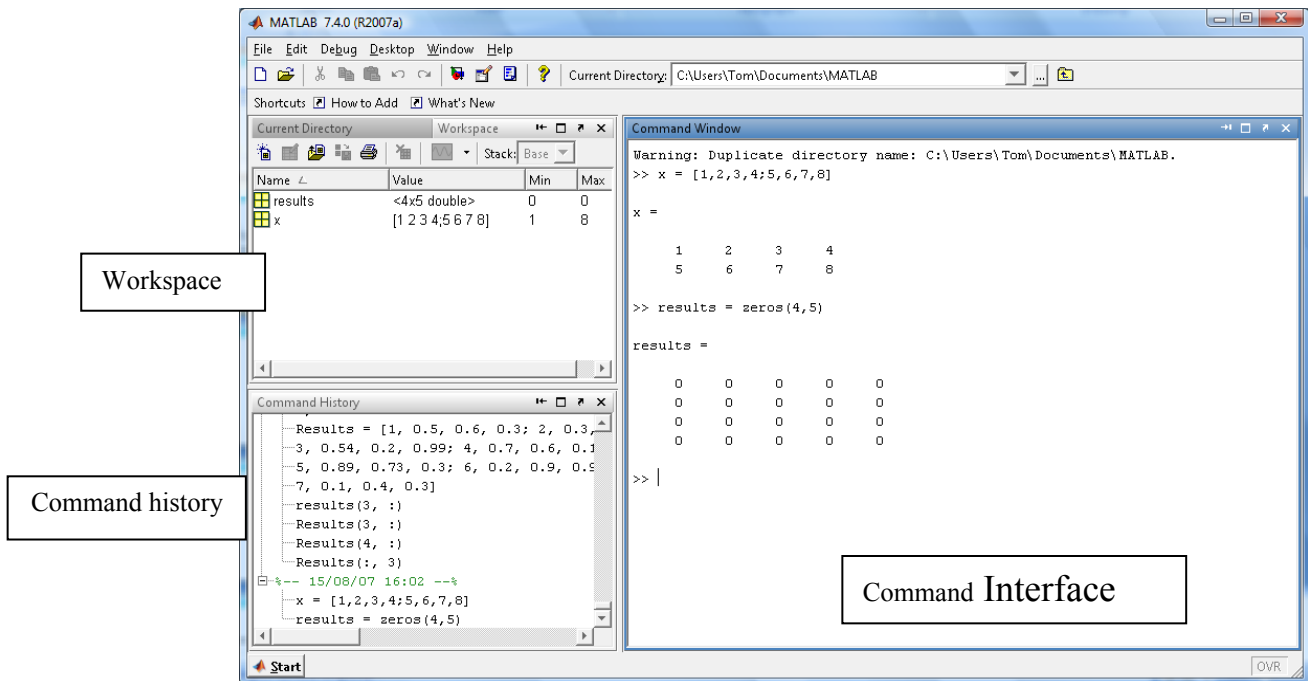 MATLAB 7.4.0 (R2007a)
File Edit Debug Desktop Window Help
Current Directory: C:\Users\Tom\Documents\MATLAB ...
Shortcuts How to Add What's New
Current Directory Workspace
Stack: Base
Name Value Min Max
results <4x5 double> 0 0
x [1 2 3 4;5 6 7 8] 1 8
Workspace
Command History
Results = [1, 0.5, 0.6, 0.3; 2, 0.3,
3, 0.54, 0.2, 0.99; 4, 0.7, 0.6, 0.1
5, 0.89, 0.73, 0.3; 6, 0.2, 0.9, 0.9
7, 0.1, 0.4, 0.3]
results(3, :)
Results(3, :)
Results(4, :)
Results(:, 3)
%-- 15/08/07 16:02 --%
x = [1,2,3,4;5,6,7,8]
results = zeros(4,5)
Command history
Command Window
Warning: Duplicate directory name: C:\Users\Tom\Documents\MATLAB.
>> x = [1,2,3,4;5,6,7,8]
x =
1 2 3 4
5 6 7 8
>> results = zeros(4,5)
results =
0 0 0 0 0
0 0 0 0 0
0 0 0 0 0
0 0 0 0 0
>>
Command Interface
Start
OVR